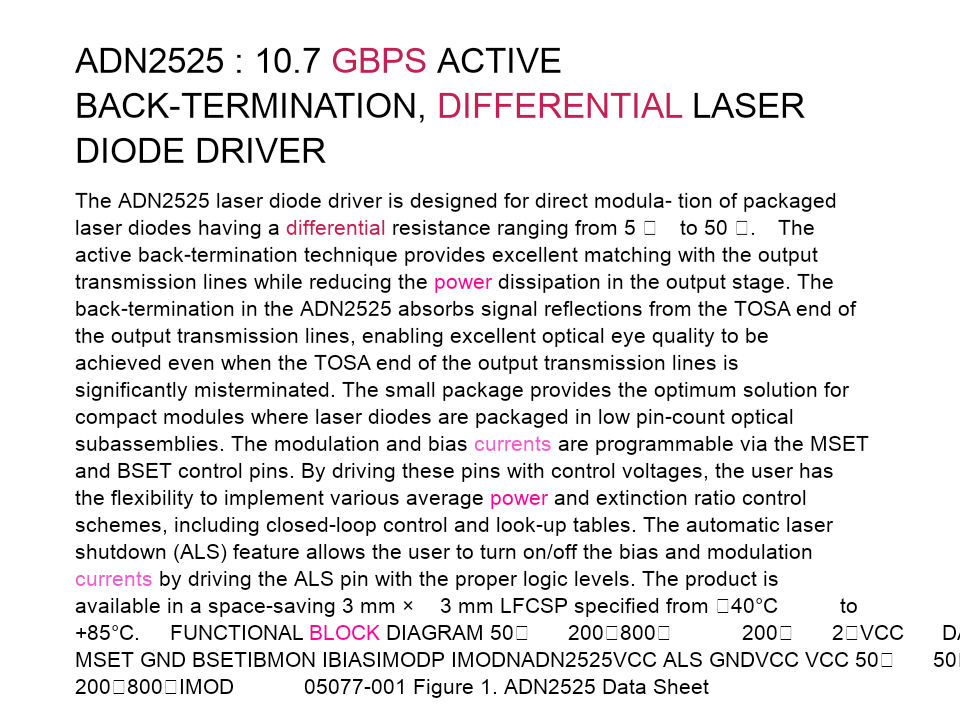 ADN2525 : 10.7 GBPS ACTIVE
BACK-TERMINATION, DIFFERENTIAL LASER
DIODE DRIVER
The ADN2525 laser diode driver is designed for direct modula- tion of packaged
laser diodes having a differential resistance ranging from 5 □ to 50 □. The
active back-termination technique provides excellent matching with the output
transmission lines while reducing the power dissipation in the output stage. The
back-termination in the ADN2525 absorbs signal reflections from the TOSA end of
the output transmission lines, enabling excellent optical eye quality to be
achieved even when the TOSA end of the output transmission lines is
significantly misterminated. The small package provides the optimum solution for
compact modules where laser diodes are packaged in low pin-count optical
subassemblies. The modulation and bias currents are programmable via the MSET
and BSET control pins. By driving these pins with control voltages, the user has
the flexibility to implement various average power and extinction ratio control
schemes, including closed-loop control and look-up tables. The automatic laser
shutdown (ALS) feature allows the user to turn on/off the bias and modulation
currents by driving the ALS pin with the proper logic levels. The product is
available in a space-saving 3 mm × 3 mm LFCSP specified from □40°C to
+85°C. FUNCTIONAL BLOCK DIAGRAM 50□ 200□800□ 200□ 2□VCC
MSET GND BSETIBMON IBIASIMODP IMODNADN2525VCC ALS GNDVCC VCC 50□ 50
200□800□IMOD 05077-001 Figure 1. ADN2525 Data Sheet